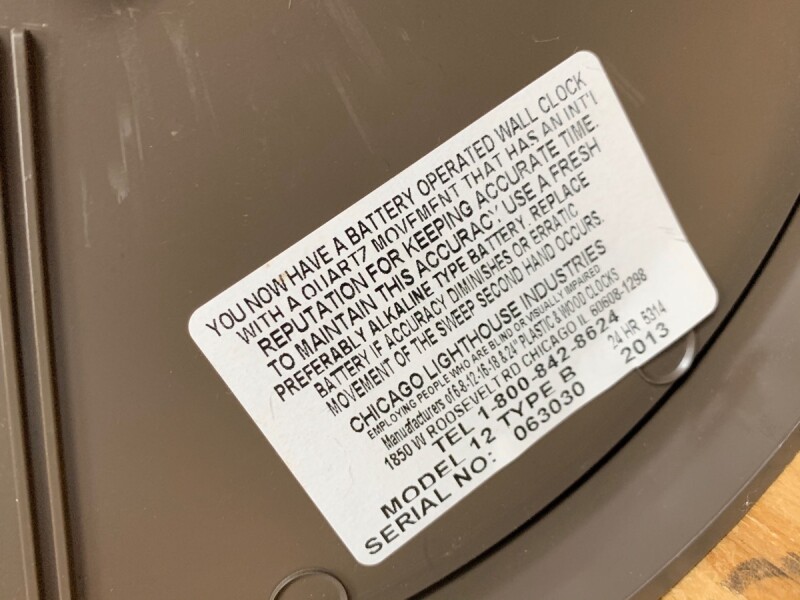 YOU NOW HAVE A BATTERY OPERATED WALL CLOCK
WITH A QUARTZ MOVEMENT THAT HAS AN INT'l
REPUTATION FOR KEEPING ACCURATE TIME.
TO MAINTAIN THIS ACCURACY USE A FRESH
PREFERABLY ALKALINE TYPE BATTERY. REPLACE
BATTERY IF ACCURACY DIMINISHES OR ERRATIC
MOVEMENT OF THE SWEEP SECOND HAND OCCURS.
CHICAGO LIGHTHOUSE INDUSTRIES
EMPLOYING PEOPLE WHO ARE BLIND OR VISUALLY IMPAIRED
Manufacturers of 6-8-12-16-18 & 24" PLASTIC & WOOD CLOCKS
1850 W ROOSEVELT RD CHICAGO IL 60608-1298
TEL 1-800-842-8624
24 HR 5314
MODEL 12 TYPE B 2013
SERIAL NO: 063030